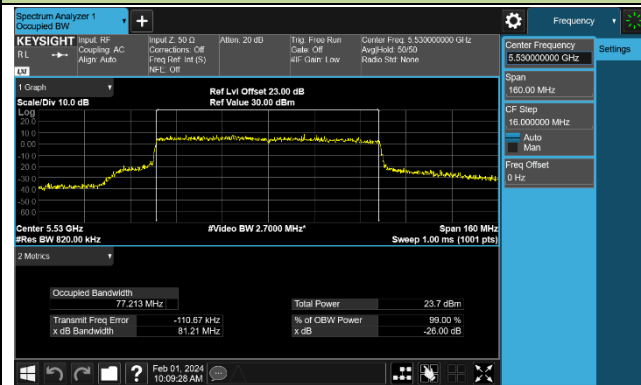 Spectrum Analyzer 1
Occupied BW
Frequency
KEYSIGHT
RL
LXI
Input: RF
Coupling: AC
Align: Auto
Input Z: 50 Ω
Corrections: Off
Freq Ref: Int (S)
NFE: Off
Atten: 20 dB
Trig: Free Run
Gate: Off
#IF Gain: Low
Center Freq: 5.530000000 GHz
Avg|Hold: 50/50
Radio Std: None
Center Frequency
5.530000000 GHz
Settings
Span
160.00 MHz
CF Step
16.000000 MHz
Auto
Man
Freq Offset
0 Hz
1 Graph
Scale/Div 10.0 dB
Ref Lvl Offset 23.00 dB
Ref Value 30.00 dBm
Log
20.0
10.0
0.00
-10.0
-20.0
-30.0
-40.0
-50.0
-60.0
Center 5.53 GHz
#Res BW 820.00 kHz
#Video BW 2.7000 MHz*
Span 160 MHz
Sweep 1.00 ms (1001 pts)
2 Metrics
Occupied Bandwidth
77.213 MHz
Total Power 23.7 dBm
Transmit Freq Error -110.67 kHz
% of OBW Power 99.00 %
x dB Bandwidth 81.21 MHz
x dB -26.00 dB
?
Feb 01, 2024
10:09:28 AM